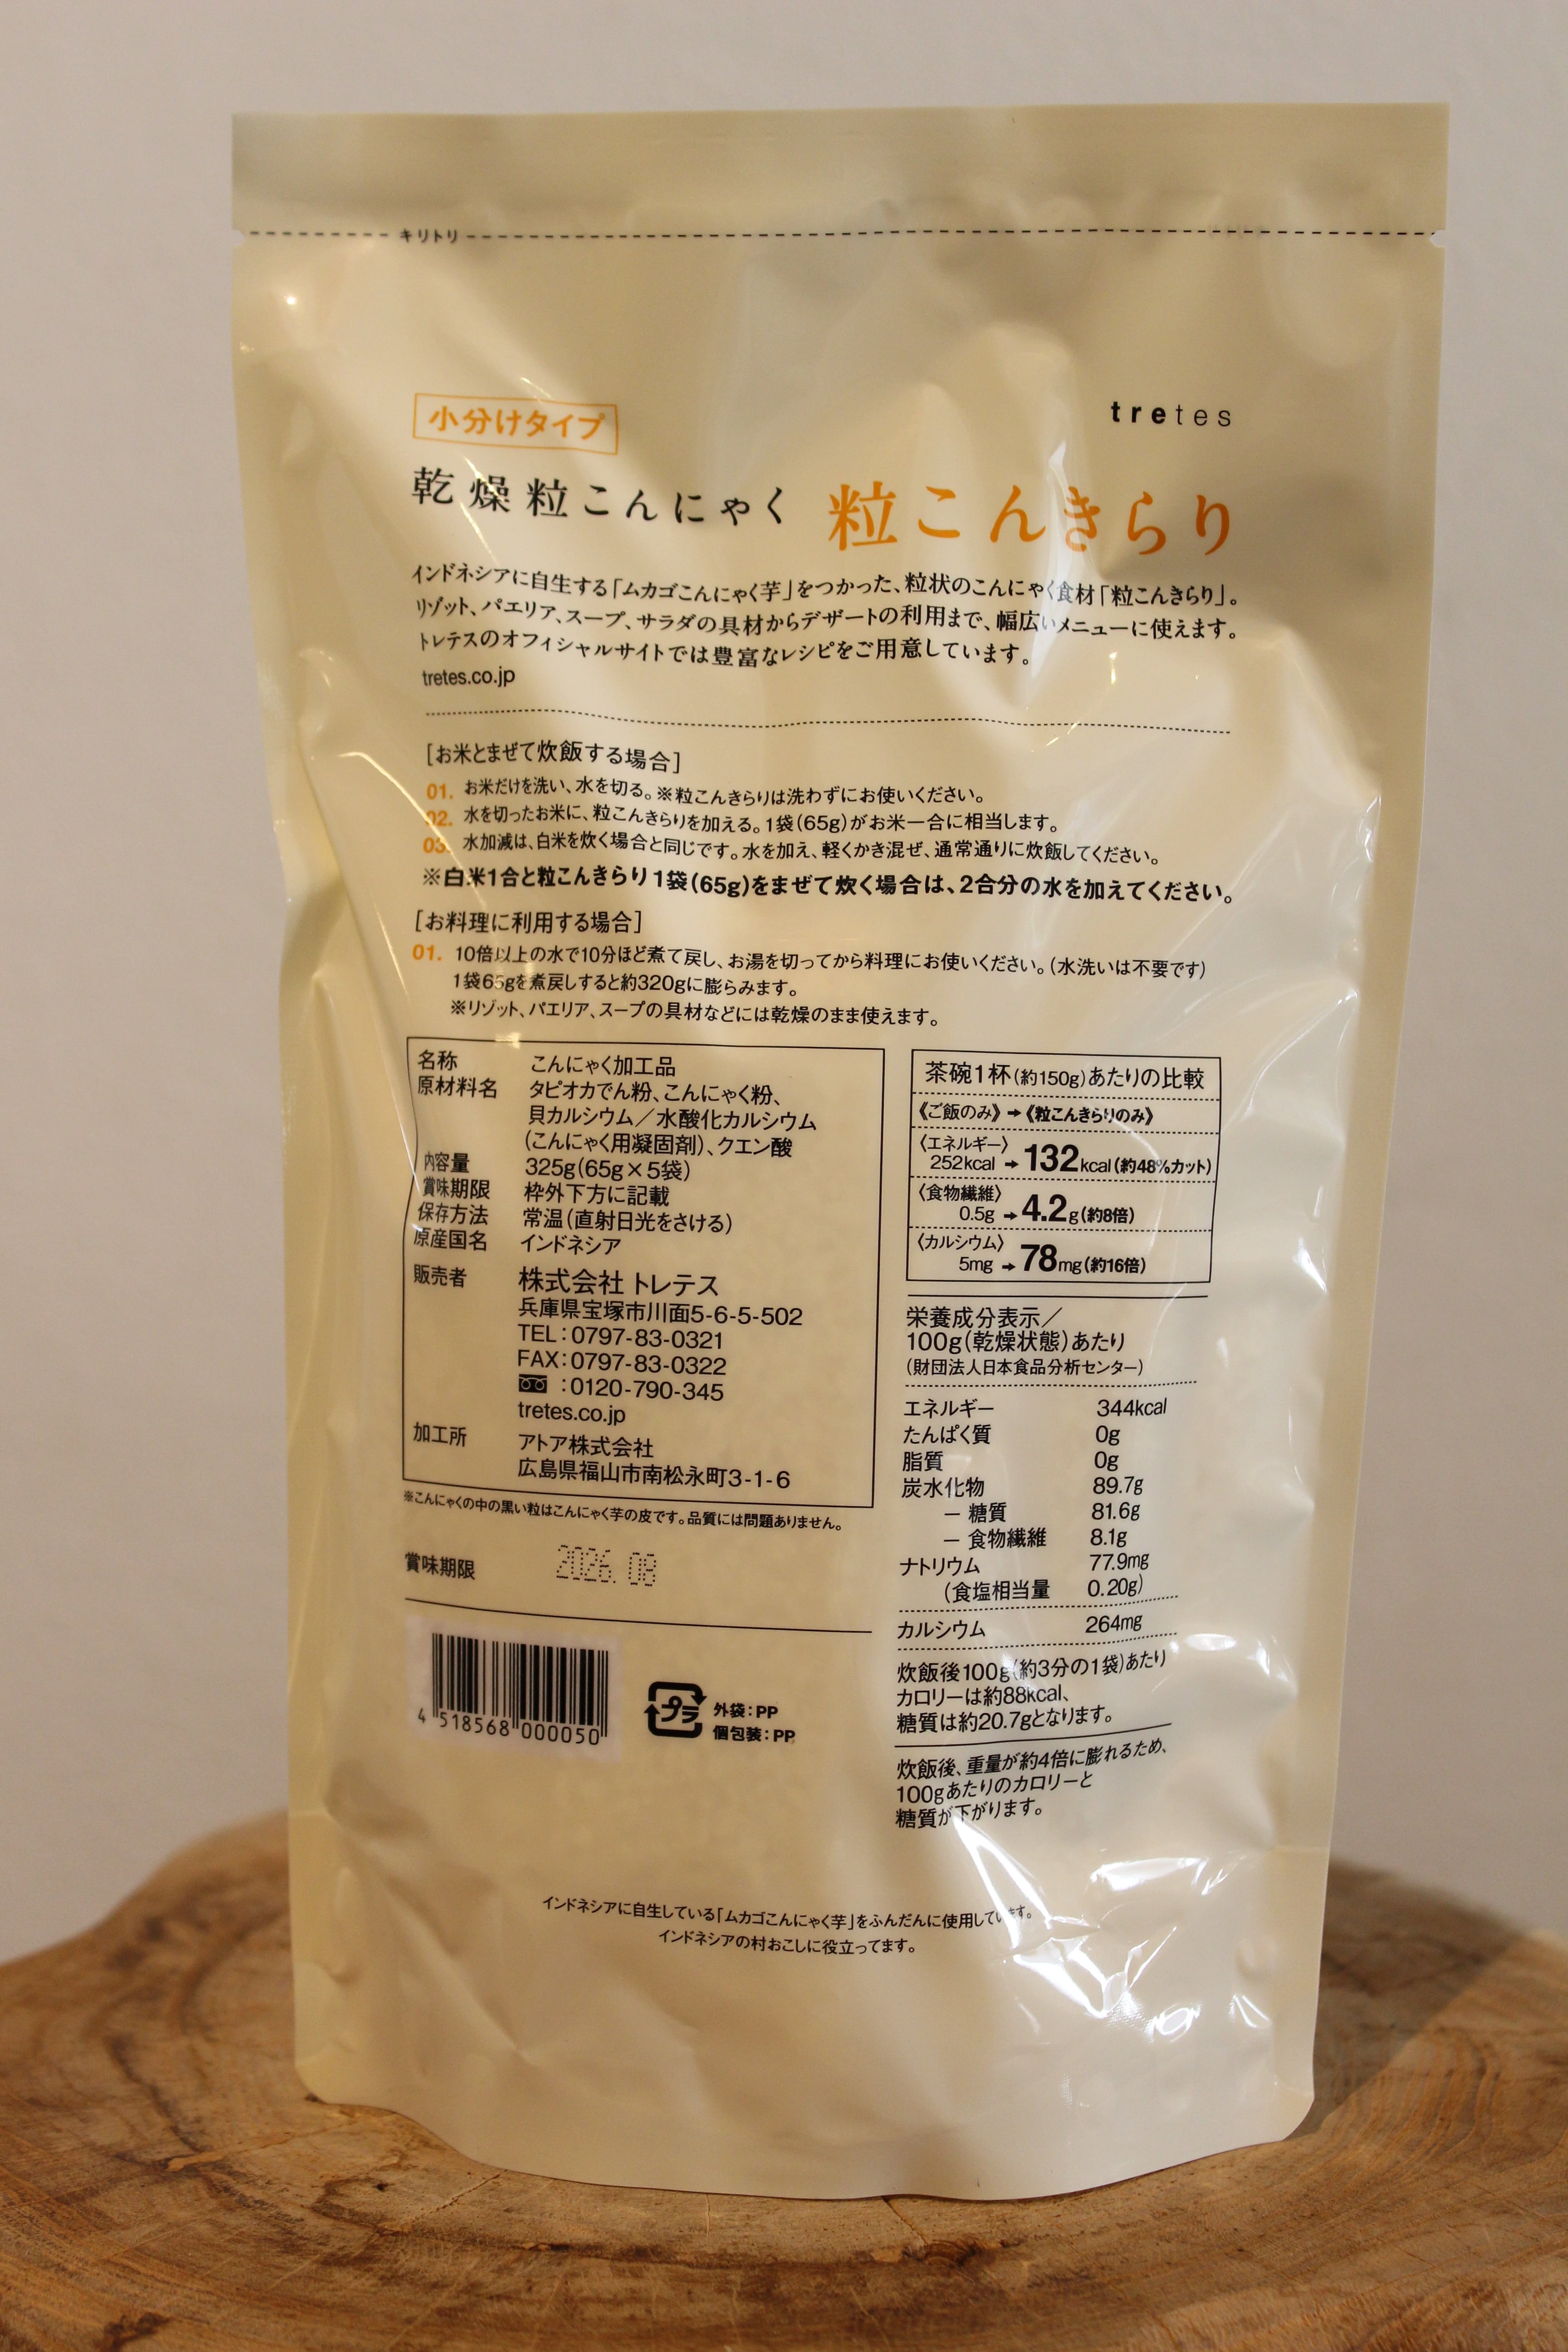 キリトリ
小分けタイプ
tretes
乾燥粒こんにゃく 粒こんきらり
インドネシアに自生する「ムカゴこんにゃく芋」をつかった、粒状のこんにゃく食材「粒こんきらり」。
リゾット、パエリア、スープ、サラダの具材からデザートの利用まで、幅広いメニューに使えます。
トレテスのオフィシャルサイトでは豊富なレシピをご用意しています。
tretes.co.jp
[お米とまぜて炊飯する場合]
01. お米だけを洗い、水を切る。※粒こんきらりは洗わずにお使いください。
02. 水を切ったお米に、粒こんきらりを加える。1袋(65g)がお米一合に相当します。
03. 水加減は、白米を炊く場合と同じです。水を加え、軽くかき混ぜ、通常通りに炊飯してください。
※白米1合と粒こんきらり1袋(65g)をまぜて炊く場合は、2合分の水を加えてください。
[お料理に利用する場合]
01. 10倍以上の水で10分ほど煮て戻し、お湯を切ってから料理にお使いください。(水洗いは不要です)
1袋65gを煮戻しすると約320gに膨らみます。
※リゾット、パエリア、スープの具材などには乾燥のまま使えます。
名称 こんにゃく加工品
原材料名 タピオカでん粉、こんにゃく粉、
貝カルシウム／水酸化カルシウム
(こんにゃく用凝固剤)、クエン酸
内容量 325g(65g×5袋)
賞味期限 枠外下方に記載
保存方法 常温(直射日光をさける)
原産国名 インドネシア
販売者 株式会社 トレテス
兵庫県宝塚市川面5-6-5-502
TEL:0797-83-0321
FAX:0797-83-0322
:0120-790-345
tretes.co.jp
加工所 アトア株式会社
広島県福山市南松永町3-1-6
※こんにゃくの中の黒い粒はこんにゃく芋の皮です。品質には問題ありません。
賞味期限 2026.08
4 518568 000050
プラ
外袋:PP
個包装:PP
茶碗1杯(約150g)あたりの比較
《ご飯のみ》→《粒こんきらりのみ》
〈エネルギー〉
252kcal → 132kcal(約48%カット)
〈食物繊維〉
0.5g → 4.2g(約8倍)
〈カルシウム〉
5mg → 78mg(約16倍)
栄養成分表示／
100g(乾燥状態)あたり
(財団法人日本食品分析センター)
エネルギー 344kcal
たんぱく質 0g
脂質 0g
炭水化物 89.7g
― 糖質 81.6g
― 食物繊維 8.1g
ナトリウム 77.9mg
(食塩相当量 0.20g)
カルシウム 264mg
炊飯後100g(約3分の1袋)あたり
カロリーは約88kcal、
糖質は約20.7gとなります。
炊飯後、重量が約4倍に膨れるため、
100gあたりのカロリーと
糖質が下がります。
インドネシアに自生している「ムカゴこんにゃく芋」をふんだんに使用しています。
インドネシアの村おこしに役立ってます。